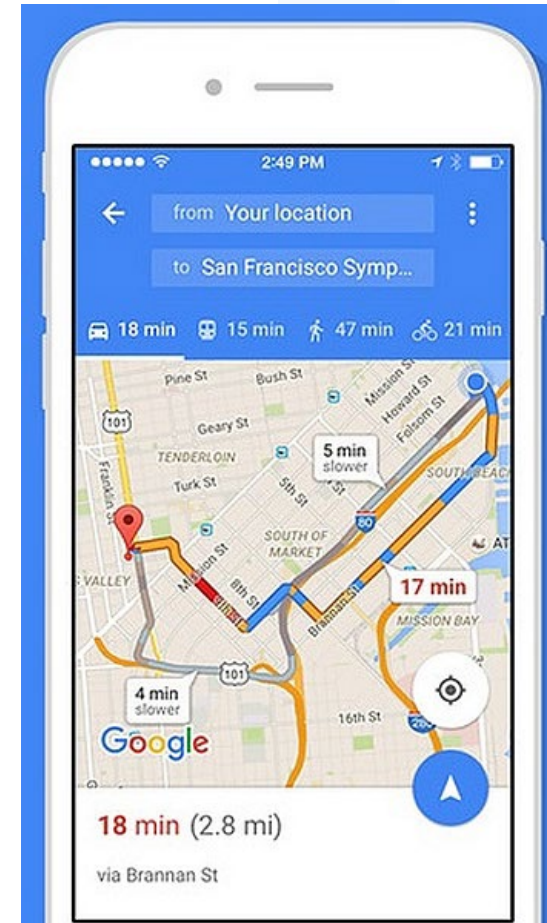 2:49 PM
from Your location
to San Francisco Symp...
18 min 15 min 47 min 21 min
Pine St
Bush St
Mission St
Howard St
Folsom St
101
Geary St
Franklin St
TENDERLOIN
5 min
slower
Turk St
5th St
SOUTH BEACH
80
SOUTH OF
MARKET
AT
VALLEY
Mission St
8th St
17 min
Brannan St
MISSION BAY
101
4 min
slower
16th St
280
Google
18 min (2.8 mi)
via Brannan St